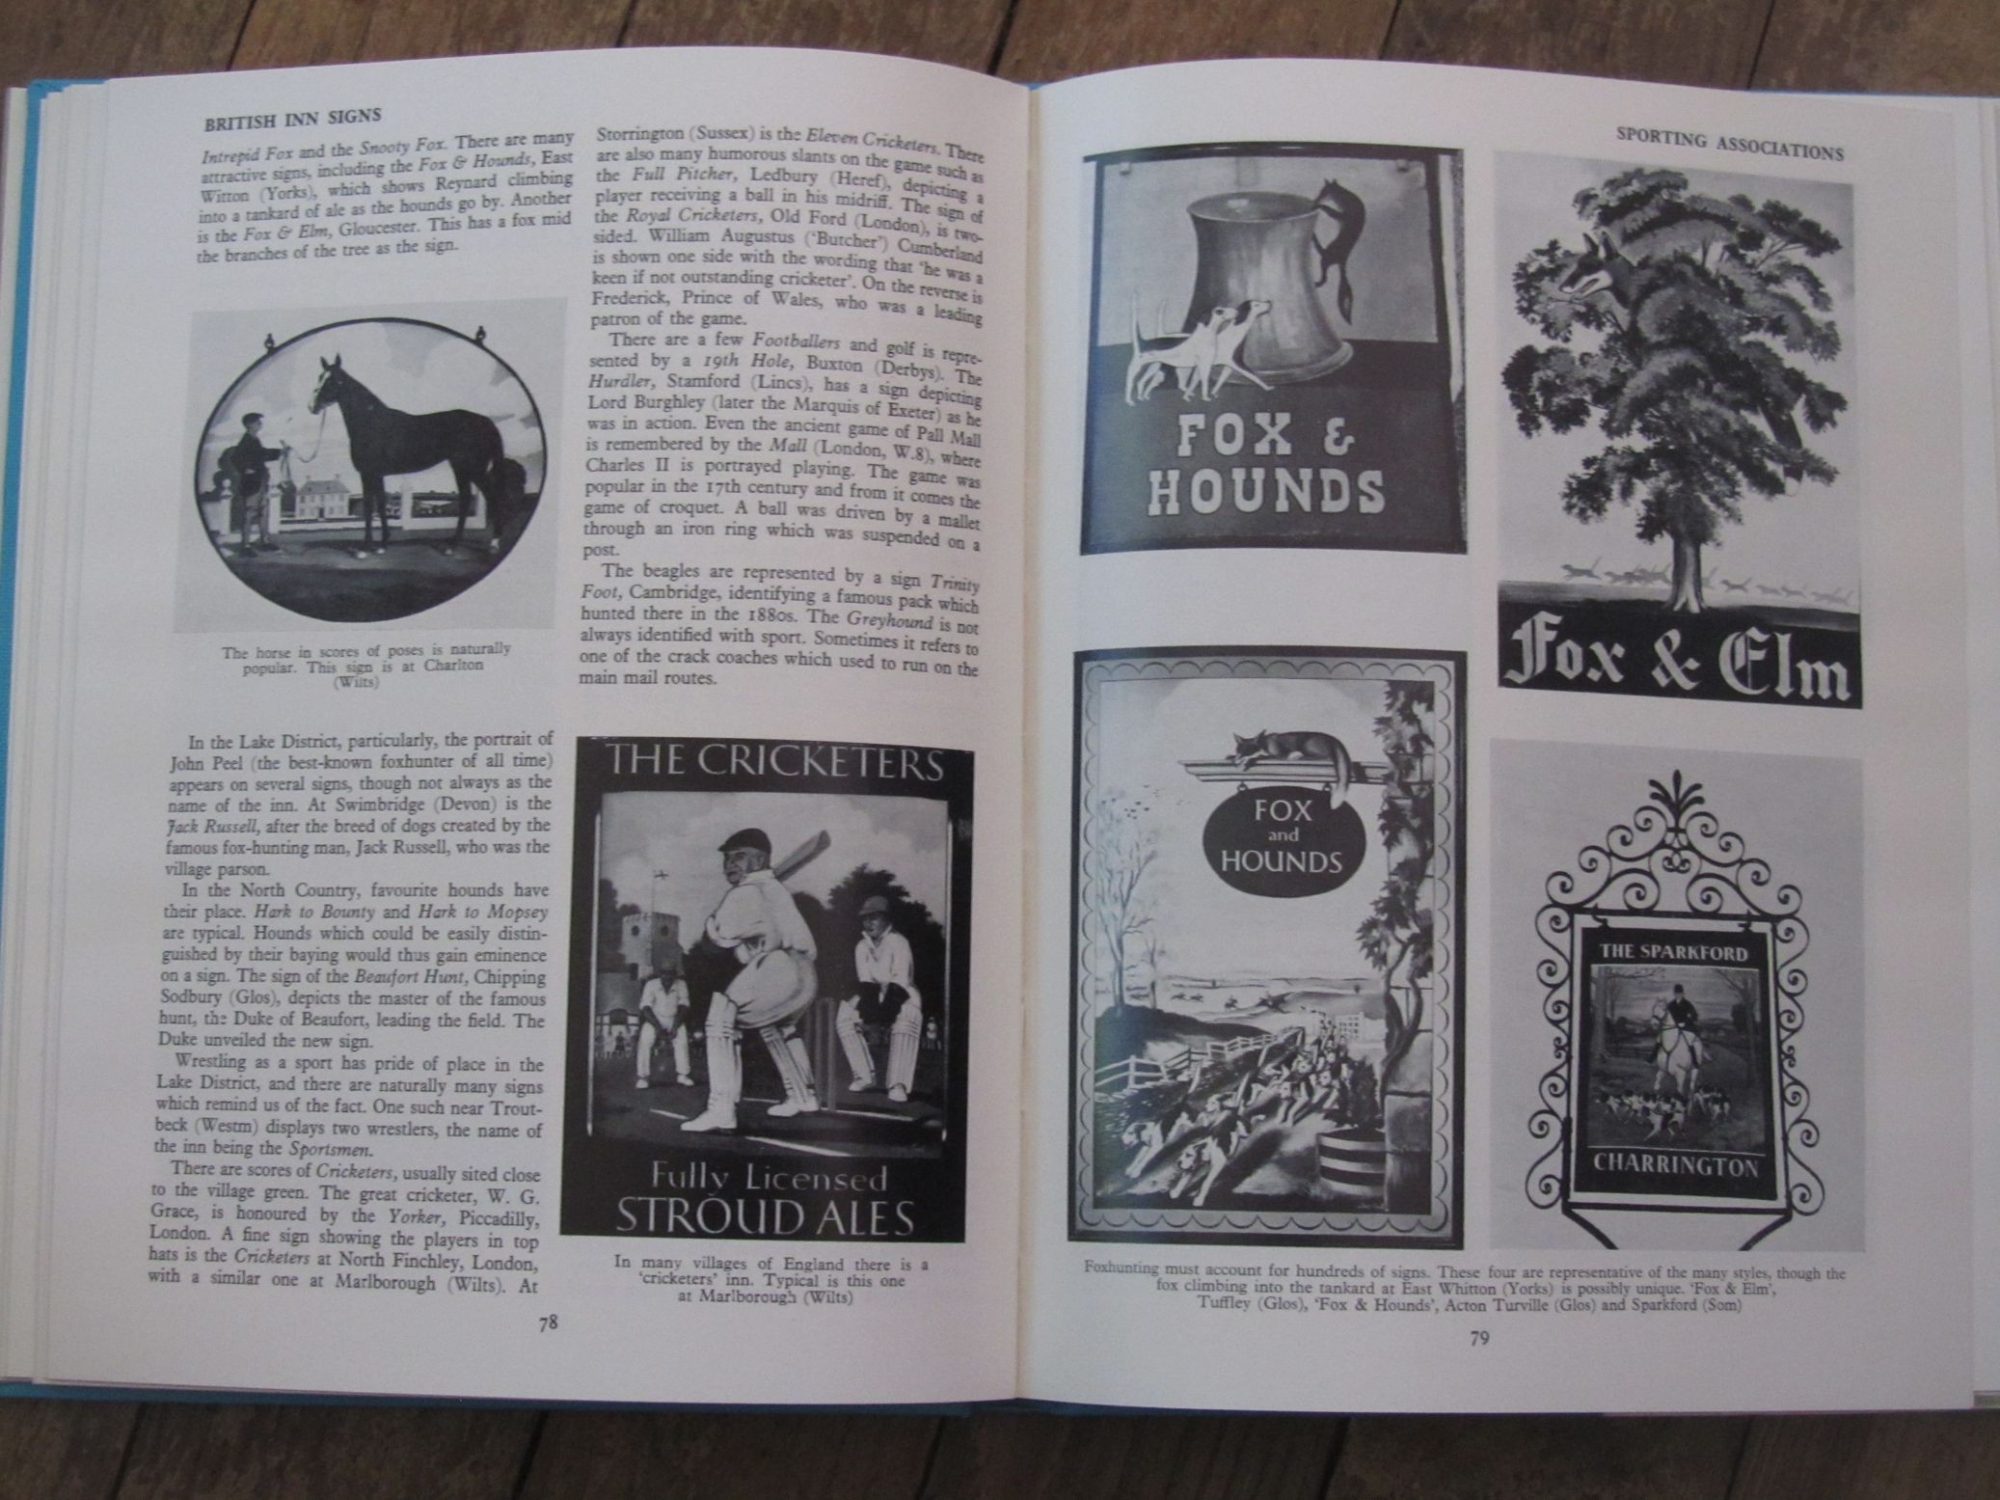 BRITISH INN SIGNS
Intrepid Fox and the Snooty Fox. There are many
attractive signs, including the Fox & Hounds, East
Witton (Yorks), which shows Reynard climbing
into a tankard of ale as the hounds go by. Another
is the Fox & Elm, Gloucester. This has a fox mid
the branches of the tree as the sign.
The horse in scores of poses is naturally
popular. This sign is at Charlton
(Wilts)
In the Lake District, particularly, the portrait of
John Peel (the best-known foxhunter of all time)
appears on several signs, though not always as the
name of the inn. At Swimbridge (Devon) is the
Jack Russell, after the breed of dogs created by the
famous fox-hunting man, Jack Russell, who was the
village parson.
In the North Country, favourite hounds have
their place. Hark to Bounty and Hark to Mopsey
are typical. Hounds which could be easily distin-
guished by their baying would thus gain eminence
on a sign. The sign of the Beaufort Hunt, Chipping
Sodbury (Glos), depicts the master of the famous
hunt, the Duke of Beaufort, leading the field. The
Duke unveiled the new sign.
Wrestling as a sport has pride of place in the
Lake District, and there are naturally many signs
which remind us of the fact. One such near Trout-
beck (Westm) displays two wrestlers, the name of
the inn being the Sportsmen.
There are scores of Cricketers, usually sited close
to the village green. The great cricketer, W. G.
Grace, is honoured by the Yorker, Piccadilly,
London. A fine sign showing the players in top
hats is the Cricketers at North Finchley, London,
with a similar one at Marlborough (Wilts). At
Storrington (Sussex) is the Eleven Cricketers. There
are also many humorous slants on the game such as
the Full Pitcher, Ledbury (Heref), depicting a
player receiving a ball in his midriff. The sign of
the Royal Cricketers, Old Ford (London), is two-
sided. William Augustus ('Butcher') Cumberland
is shown one side with the wording that 'he was a
keen if not outstanding cricketer'. On the reverse is
Frederick, Prince of Wales, who was a leading
patron of the game.
There are a few Footballers and golf is repre-
sented by a 19th Hole, Buxton (Derbys). The
Hurdler, Stamford (Lincs), has a sign depicting
Lord Burghley (later the Marquis of Exeter) as he
was in action. Even the ancient game of Pall Mall
is remembered by the Mall (London, W.8), where
Charles II is portrayed playing. The game was
popular in the 17th century and from it comes the
game of croquet. A ball was driven by a mallet
through an iron ring which was suspended on a
post.
The beagles are represented by a sign Trinity
Foot, Cambridge, identifying a famous pack which
hunted there in the 1880s. The Greyhound is not
always identified with sport. Sometimes it refers to
one of the crack coaches which used to run on the
main mail routes.
THE CRICKETERS
Fully Licensed
STROUD ALES
In many villages of England there is a
'cricketers' inn. Typical is this one
at Marlborough (Wilts)
78
SPORTING ASSOCIATIONS
FOX &
HOUNDS
Fox & Elm
FOX
and
HOUNDS
THE SPARKFORD
CHARRINGTON
Foxhunting must account for hundreds of signs. These four are representative of the many styles, though the
fox climbing into the tankard at East Whitton (Yorks) is possibly unique. 'Fox & Elm',
Tuffley (Glos), 'Fox & Hounds', Acton Turville (Glos) and Sparkford (Som)
79